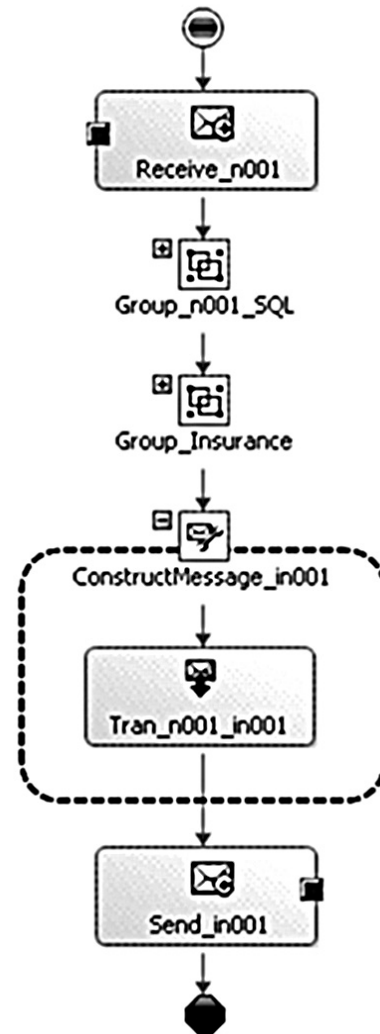 Receive_n001
Group_n001_SQL
Group_Insurance
ConstructMessage_in001
Tran_n001_in001
Send_in001